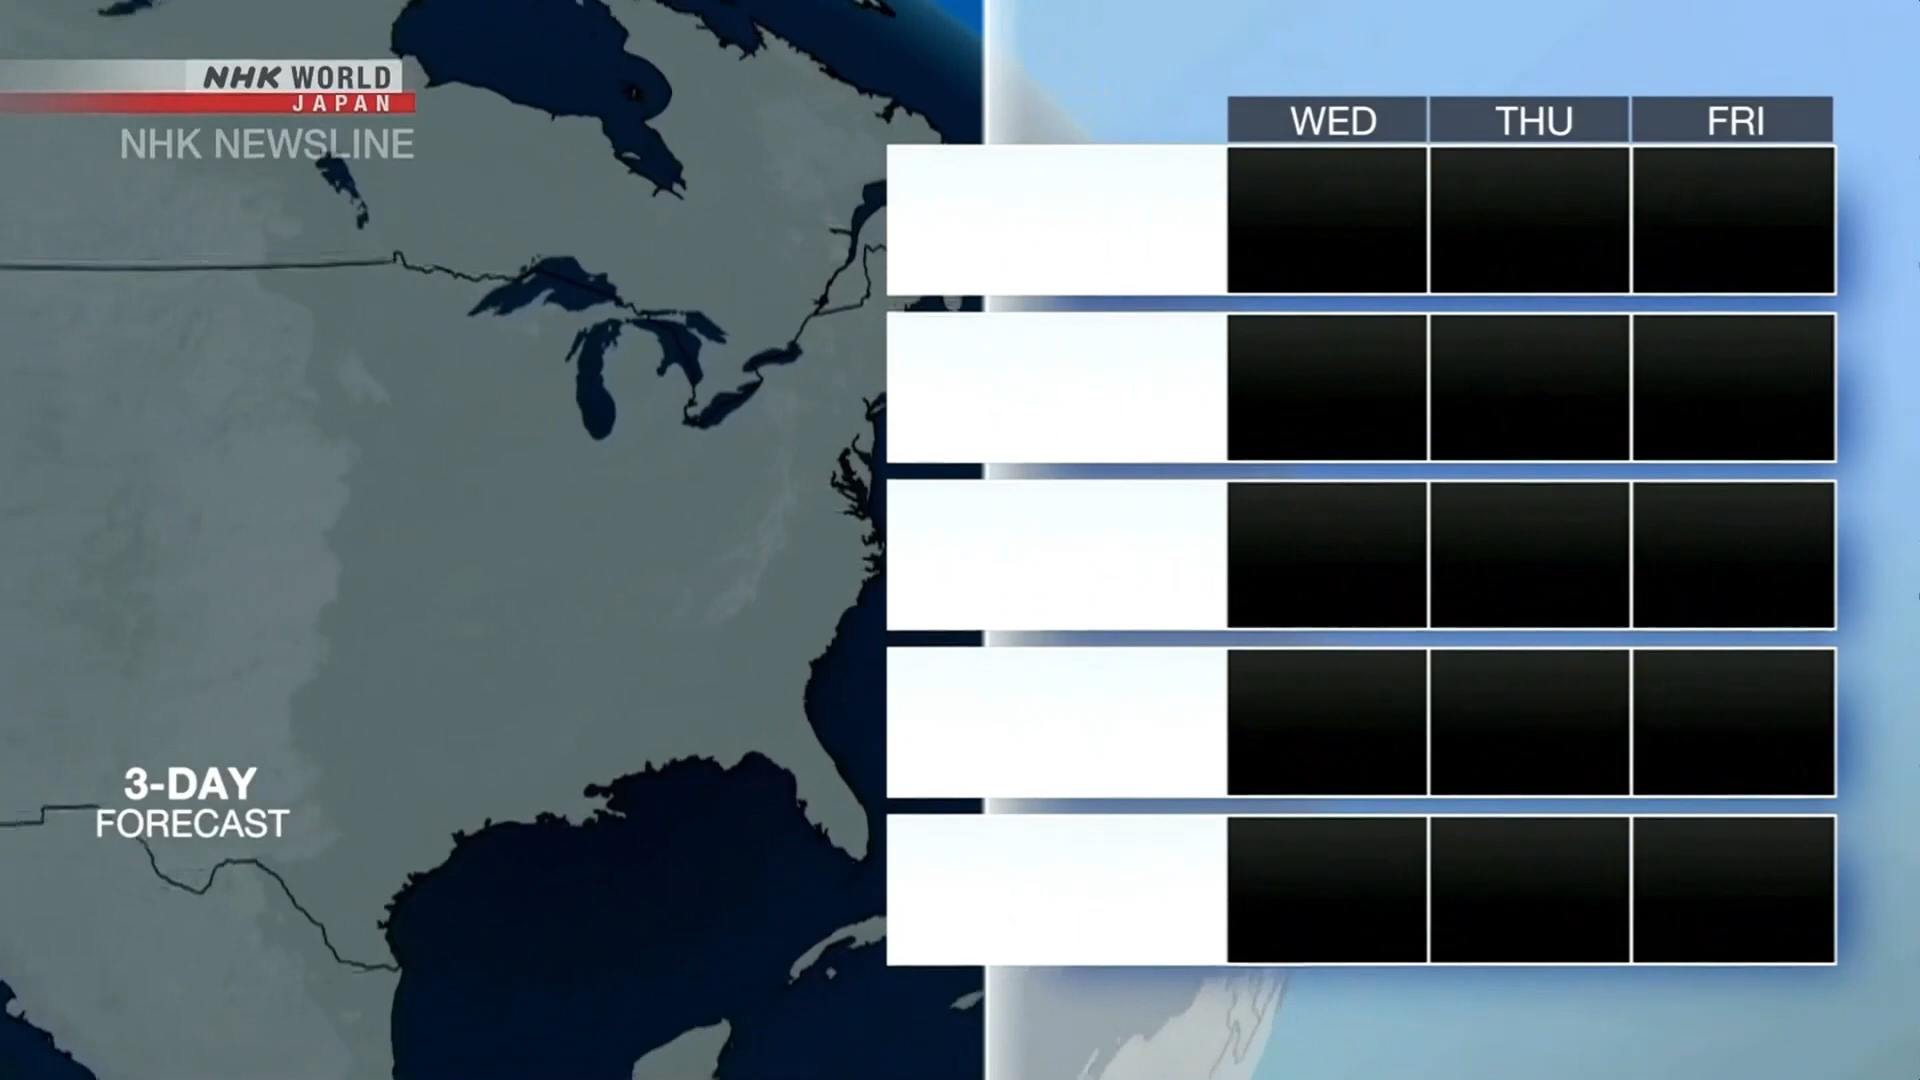 NHK WORLD
JAPAN
NHK NEWSLINE
WED THU FRI
3-DAY
FORECAST